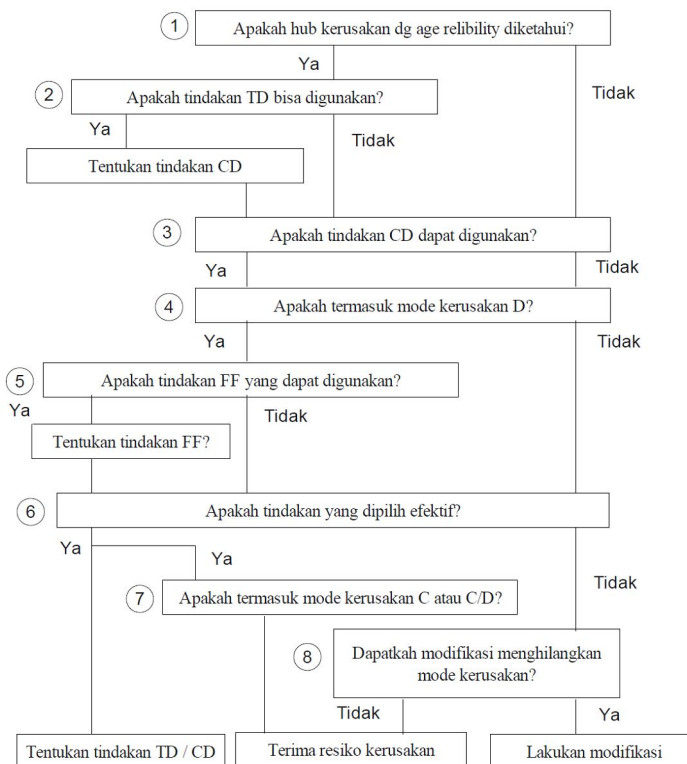 1
Apakah hub kerusakan dg age relibility diketahui?
Ya
Tidak
2
Apakah tindakan TD bisa digunakan?
Ya
Tidak
Tentukan tindakan CD
3
Apakah tindakan CD dapat digunakan?
Ya
Tidak
4
Apakah termasuk mode kerusakan D?
Ya
Tidak
5
Apakah tindakan FF yang dapat digunakan?
Ya
Tidak
Tentukan tindakan FF?
6
Apakah tindakan yang dipilih efektif?
Ya
Ya
Tidak
7
Apakah termasuk mode kerusakan C atau C/D?
8
Dapatkah modifikasi menghilangkan
mode kerusakan?
Tidak
Ya
Tentukan tindakan TD / CD
Terima resiko kerusakan
Lakukan modifikasi